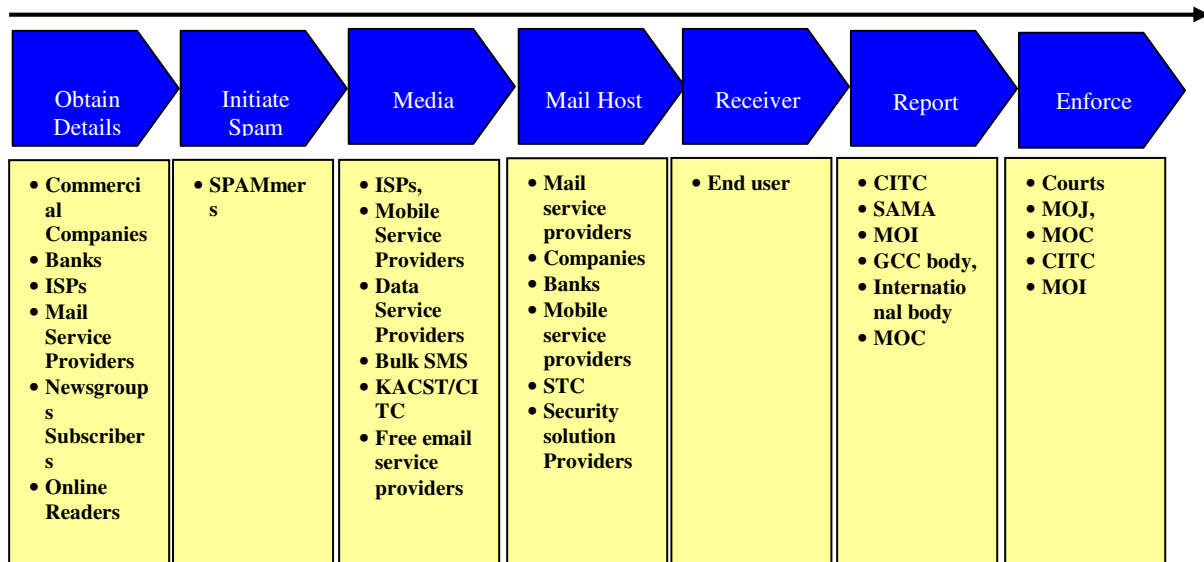 Obtain
Details
Initiate
Spam
Media
Mail Host
Receiver
Report
Enforce
• Commerci
al
Companies
• Banks
• ISPs
• Mail
Service
Providers
• Newsgroup
s
Subscriber
s
• Online
Readers
• SPAMmer
s
• ISPs,
• Mobile
Service
Providers
• Data
Service
Providers
• Bulk SMS
• KACST/CI
TC
• Free email
service
providers
• Mail
service
providers
• Companies
• Banks
• Mobile
service
providers
• STC
• Security
solution
Providers
• End user
• CITC
• SAMA
• MOI
• GCC body,
• Internatio
nal body
• MOC
• Courts
• MOJ,
• MOC
• CITC
• MOI